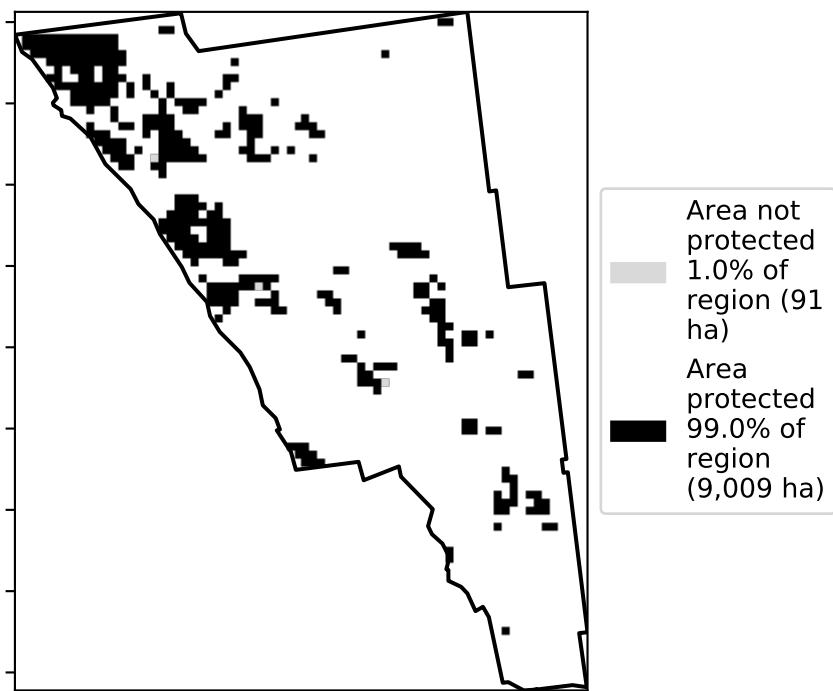 Area not
protected
1.0% of
region (91
ha)
Area
protected
99.0% of
region
(9,009 ha)